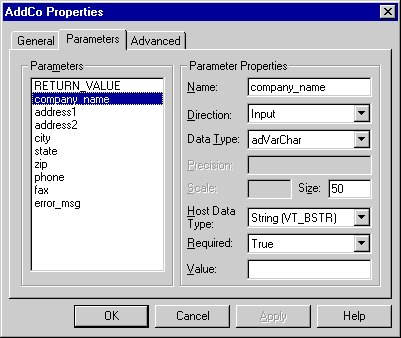 AddCo Properties
General Parameters Advanced
Parameters
RETURN_VALUE
company_name
address1
address2
city
state
zip
phone
fax
error_msg
Parameter Properties
Name: company_name
Direction: Input
Data Type: adVarChar
Precision:
Scale: Size: 50
Host Data
Type: String (VT_BSTR)
Required: True
Value:
OK Cancel Apply Help